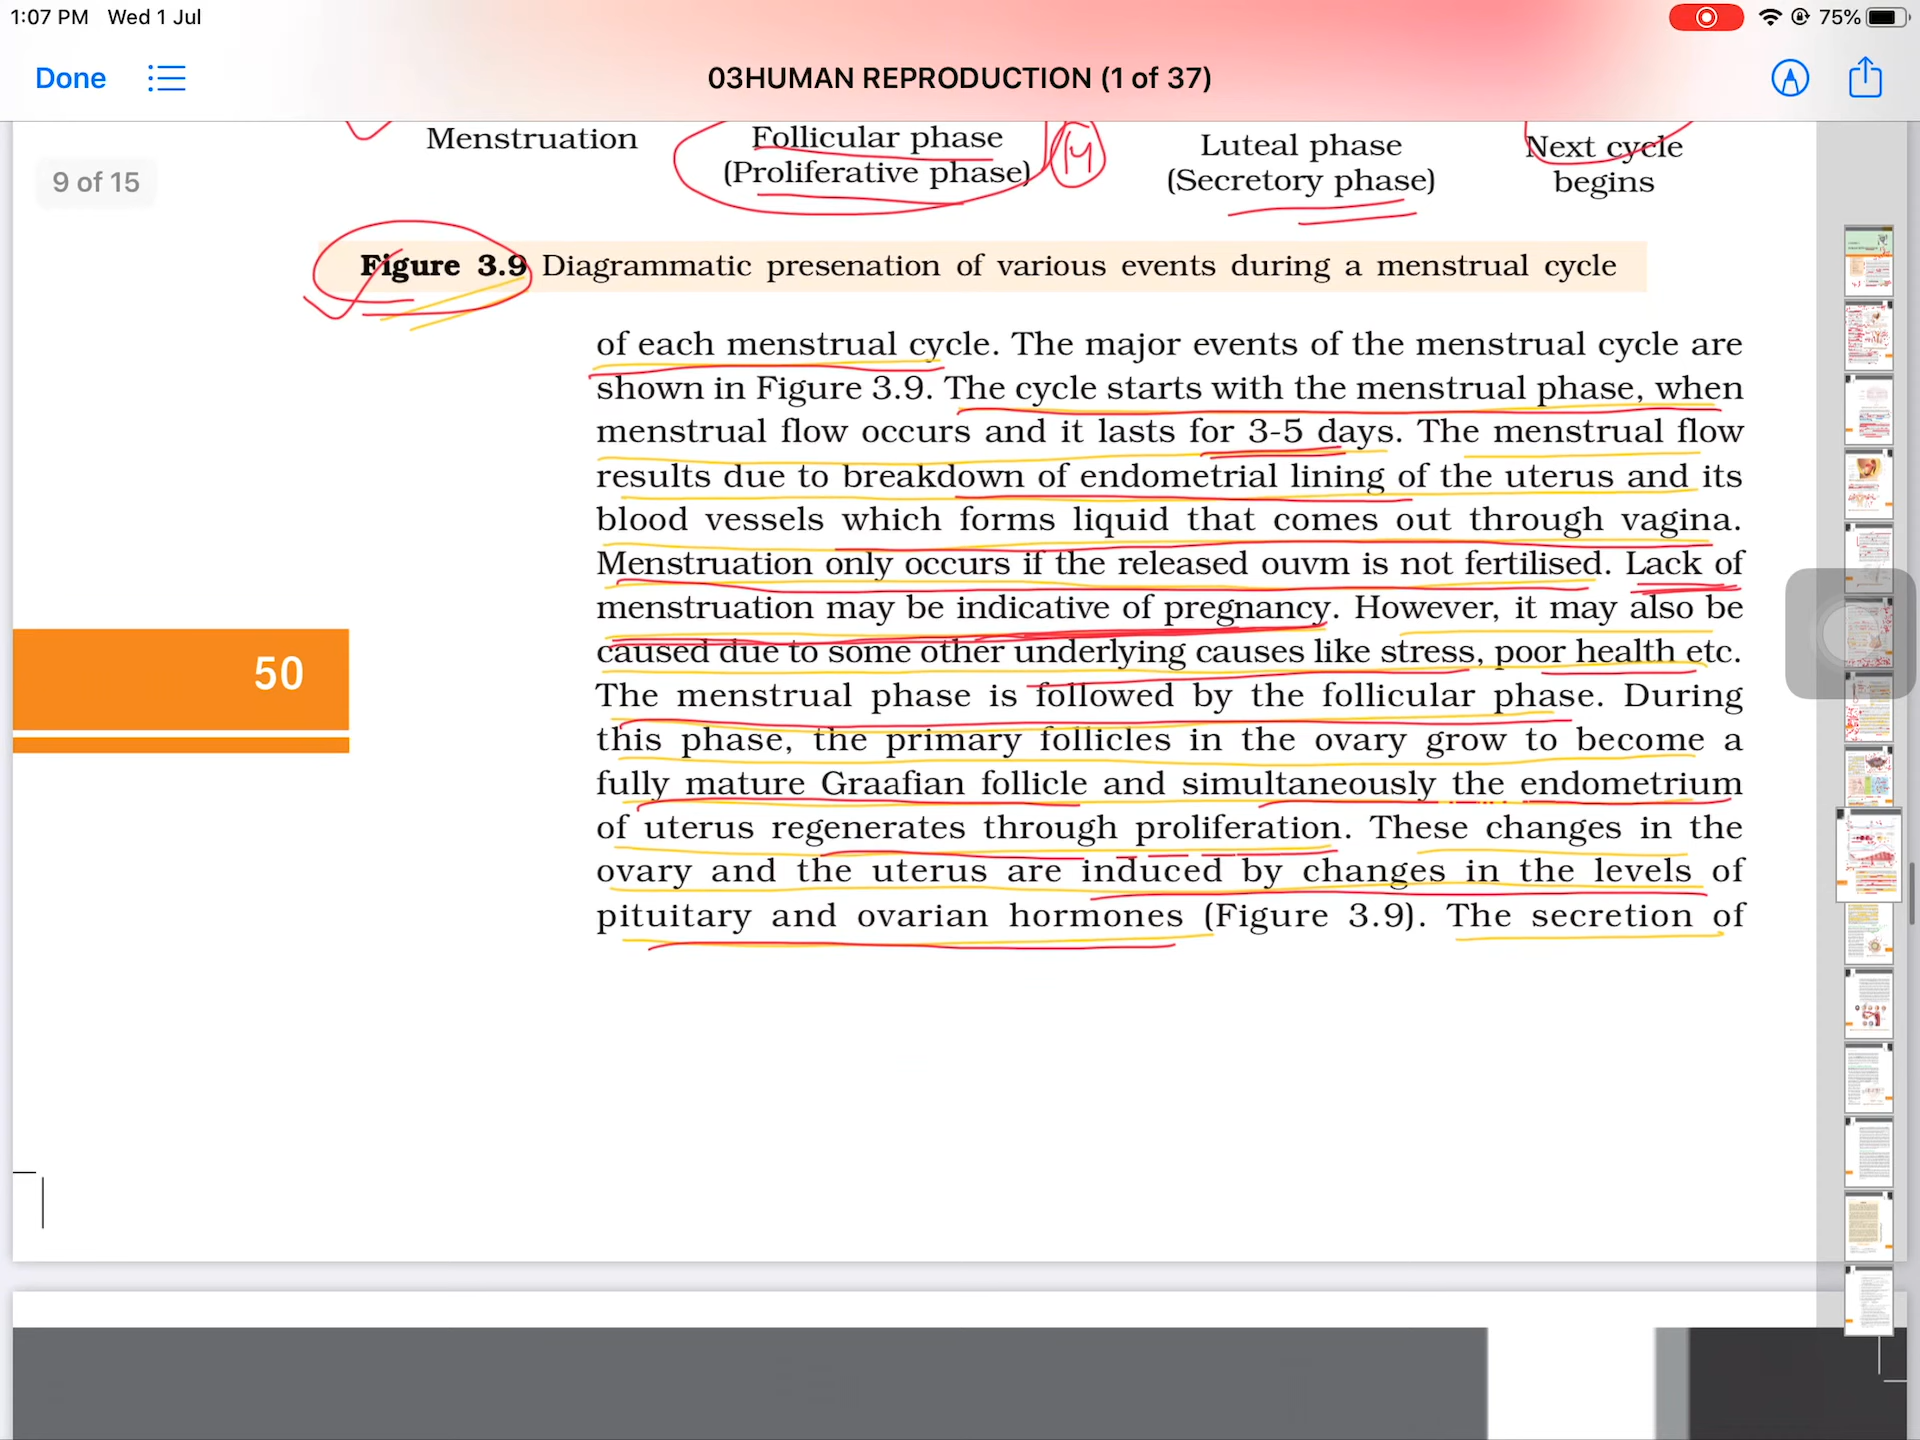 1:07 PM Wed 1 Jul
75%
Done
03HUMAN REPRODUCTION (1 of 37)
9 of 15
Menstruation
Follicular phase
(Proliferative phase)
14
Luteal phase
(Secretory phase)
Next cycle
begins
Figure 3.9 Diagrammatic presenation of various events during a menstrual cycle
of each menstrual cycle. The major events of the menstrual cycle are
shown in Figure 3.9. The cycle starts with the menstrual phase, when
menstrual flow occurs and it lasts for 3-5 days. The menstrual flow
results due to breakdown of endometrial lining of the uterus and its
blood vessels which forms liquid that comes out through vagina.
Menstruation only occurs if the released ouvm is not fertilised. Lack of
menstruation may be indicative of pregnancy. However, it may also be
caused due to some other underlying causes like stress, poor health etc.
The menstrual phase is followed by the follicular phase. During
this phase, the primary follicles in the ovary grow to become a
fully mature Graafian follicle and simultaneously the endometrium
of uterus regenerates through proliferation. These changes in the
ovary and the uterus are induced by changes in the levels of
pituitary and ovarian hormones (Figure 3.9). The secretion of
50